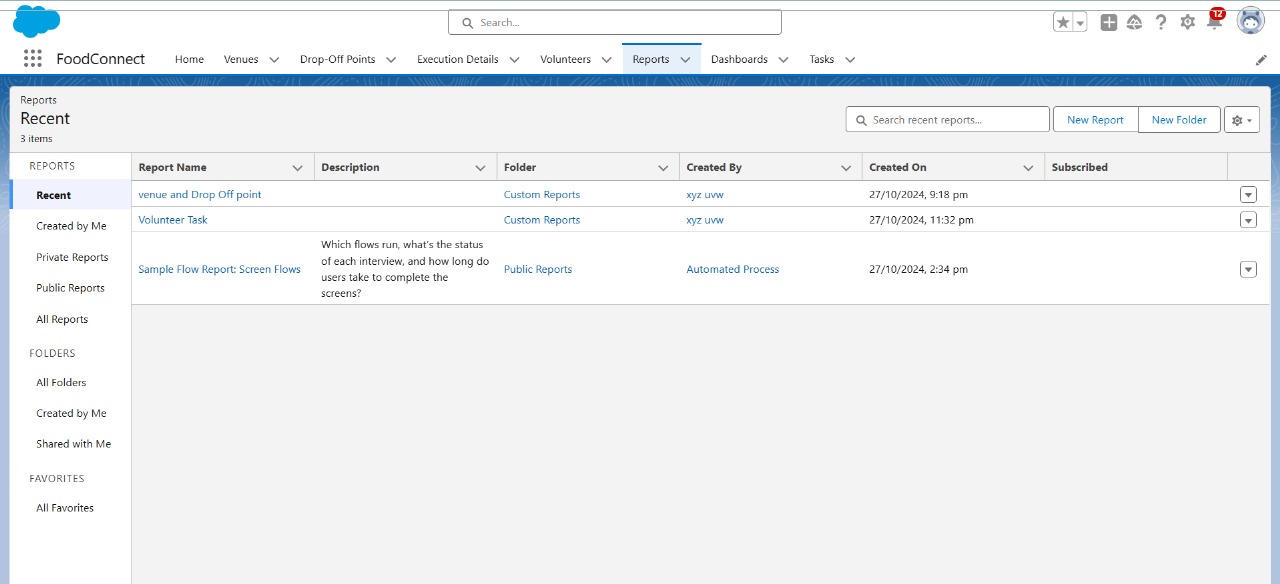 Search...
12
FoodConnect Home Venues Drop-Off Points Execution Details Volunteers Reports Dashboards Tasks
Reports
Recent
3 items
Search recent reports...
New Report
New Folder
REPORTS
Recent
Created by Me
Private Reports
Public Reports
All Reports
FOLDERS
All Folders
Created by Me
Shared with Me
FAVORITES
All Favorites
Report Name Description Folder Created By Created On Subscribed
venue and Drop Off point Custom Reports xyz uvw 27/10/2024, 9:18 pm
Volunteer Task Custom Reports xyz uvw 27/10/2024, 11:32 pm
Sample Flow Report: Screen Flows
Which flows run, what's the status
of each interview, and how long do
users take to complete the
screens?
Public Reports Automated Process 27/10/2024, 2:34 pm